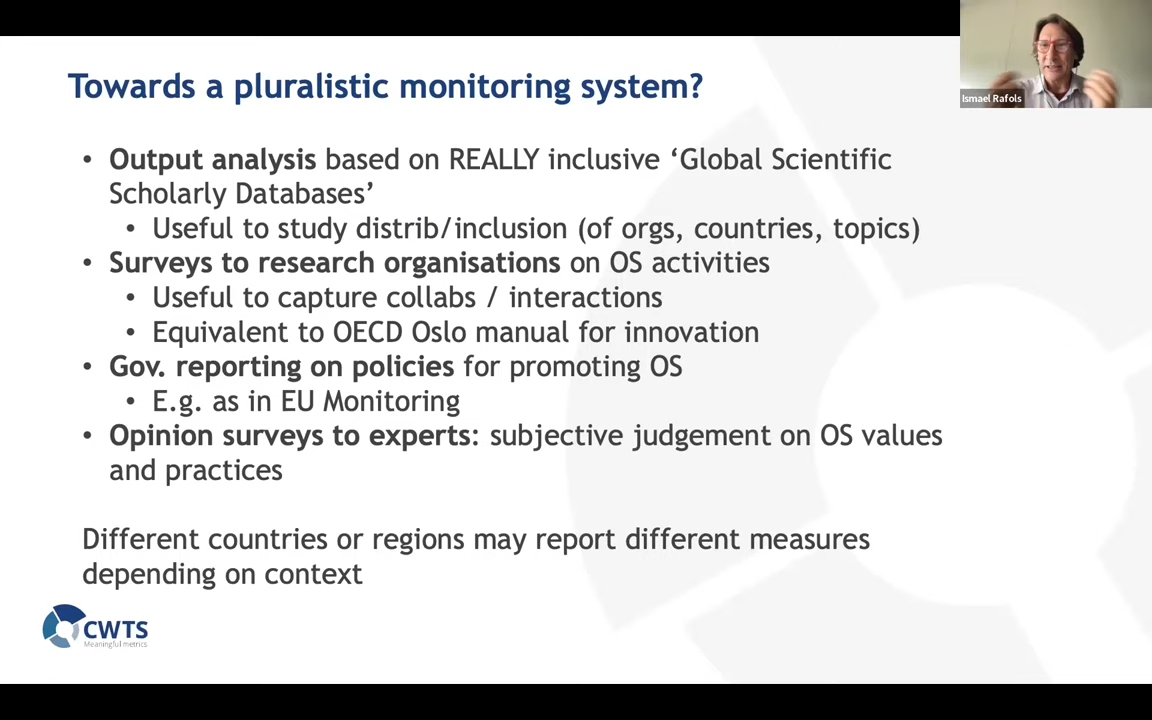 Towards a pluralistic monitoring system?
Ismael Rafols
• Output analysis based on REALLY inclusive ‘Global Scientific
Scholarly Databases’
• Useful to study distrib/inclusion (of orgs, countries, topics)
• Surveys to research organisations on OS activities
• Useful to capture collabs / interactions
• Equivalent to OECD Oslo manual for innovation
• Gov. reporting on policies for promoting OS
• E.g. as in EU Monitoring
• Opinion surveys to experts: subjective judgement on OS values
and practices
Different countries or regions may report different measures
depending on context
CWTS
Meaningful metrics